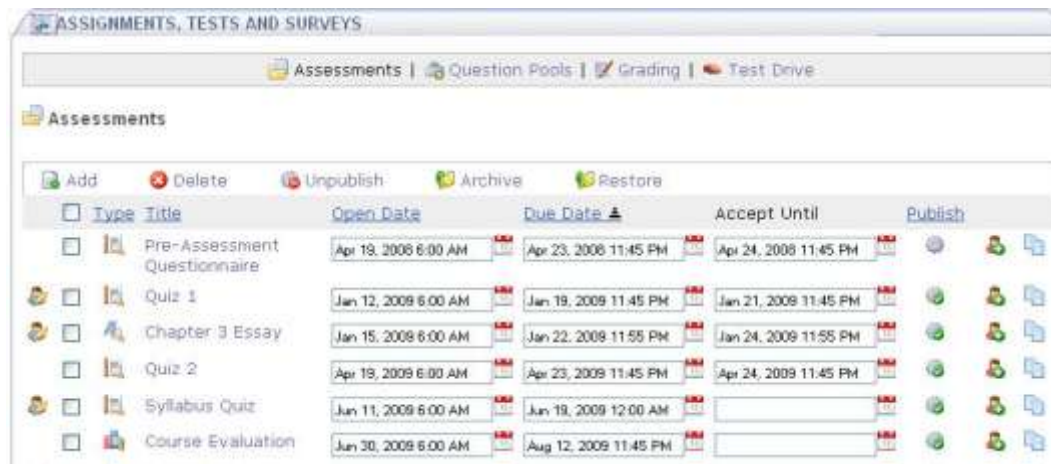 ASSIGNMENTS, TESTS AND SURVEYS
Assessments | Question Pools | Grading | Test Drive
Assessments
Add Delete Unpublish Archive Restore
Type Title Open Date Due Date Accept Until Publish
Pre-Assessment Questionnaire Apr 19, 2008 6:00 AM Apr 23, 2008 11:45 PM Apr 24, 2008 11:45 PM
Quiz 1 Jan 12, 2009 6:00 AM Jan 19, 2009 11:45 PM Jan 21, 2009 11:45 PM
Chapter 3 Essay Jan 15, 2009 6:00 AM Jan 22, 2009 11:55 PM Jan 24, 2009 11:55 PM
Quiz 2 Apr 19, 2009 6:00 AM Apr 23, 2009 11:45 PM Apr 24, 2009 11:45 PM
Syllabus Quiz Jun 11, 2009 6:00 AM Jun 19, 2009 12:00 AM
Course Evaluation Jun 30, 2009 6:00 AM Aug 12, 2009 11:45 PM